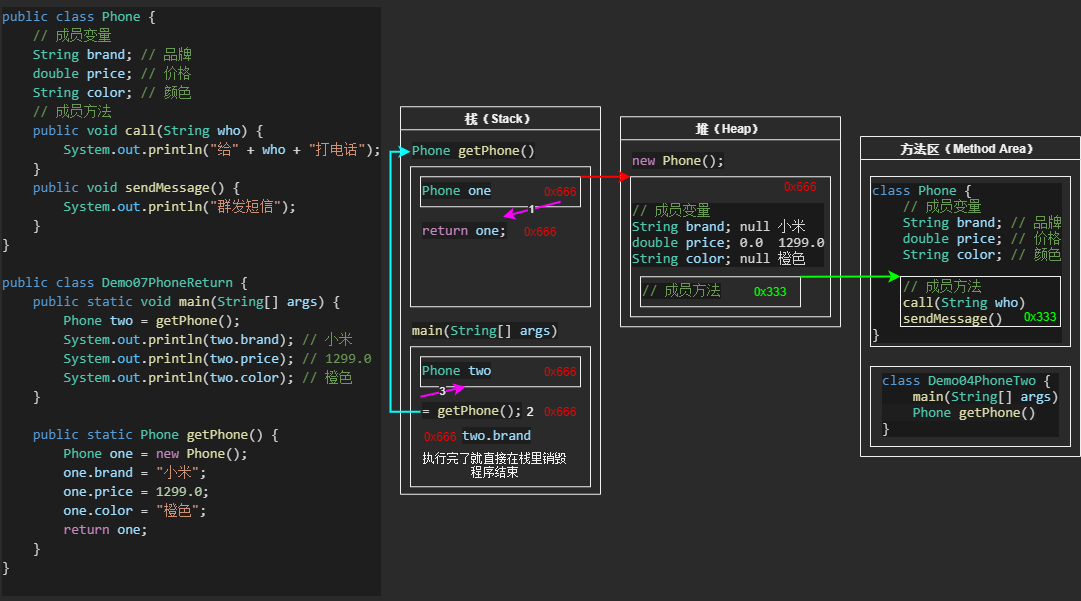 public class Phone {
    // 成员变量
    String brand; // 品牌
    double price; // 价格
    String color; // 颜色
    // 成员方法
    public void call(String who) {
        System.out.println("给" + who + "打电话");
    }
    public void sendMessage() {
        System.out.println("群发短信");
    }
}
public class Demo07PhoneReturn {
    public static void main(String[] args) {
        Phone two = getPhone();
        System.out.println(two.brand); // 小米
        System.out.println(two.price); // 1299.0
        System.out.println(two.color); // 橙色
    }
    public static Phone getPhone() {
        Phone one = new Phone();
        one.brand = "小米";
        one.price = 1299.0;
        one.color = "橙色";
        return one;
    }
}
栈（Stack）
Phone getPhone()
Phone one 0x666
1
return one; 0x666
main(String[] args)
Phone two 0x666
3
= getPhone(); 2 0x666
0x666 two.brand
执行完了就直接在栈里销毁
程序结束
堆（Heap）
new Phone();
0x666
// 成员变量
String brand; null 小米
double price; 0.0 1299.0
String color; null 橙色
// 成员方法 0x333
方法区（Method Area）
class Phone {
    // 成员变量
    String brand; // 品牌
    double price; // 价格
    String color; // 颜色
    // 成员方法
    call(String who)
    sendMessage() 0x333
}
class Demo04PhoneTwo {
    main(String[] args)
    Phone getPhone()
}